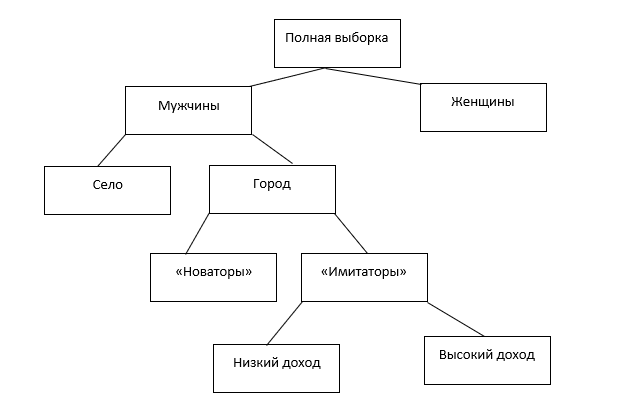 Полная выборка
Мужчины
Женщины
Село
Город
«Новаторы»
«Имитаторы»
Низкий доход
Высокий доход